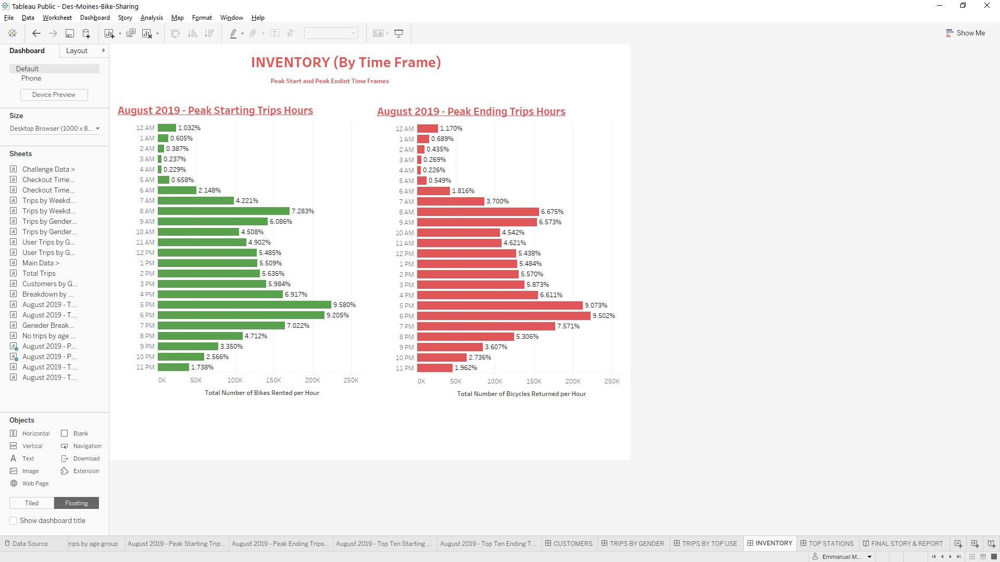 Tableau Public - Des-Moines-Bike-Sharing
File Data Worksheet Dashboard Story Analysis Map Format Window Help
Show Me
Dashboard Layout
Default
Phone
Device Preview
Size
Desktop Browser (1000 x 8...
Sheets
Challenge Data >
Checkout Time...
Checkout Time...
Trips by Weekd...
Trips by Weekd...
Trips by Gender...
Trips by Gender...
User Trips by G...
User Trips by G...
Main Data >
Total Trips
Customers by G...
Breakdown by ...
August 2019 - T...
August 2019 - T...
Geneder Break...
No trips by age ...
August 2019 - P...
August 2019 - P...
August 2019 - T...
August 2019 - T...
Objects
Horizontal Blank
Vertical Navigation
Text Download
Image Extension
Web Page
Tiled Floating
Show dashboard title
INVENTORY (By Time Frame)
Peak Start and Peak Endint Time Frames
August 2019 - Peak Starting Trips Hours
12 AM 1.032%
1 AM 0.605%
2 AM 0.387%
3 AM 0.237%
4 AM 0.229%
5 AM 0.658%
6 AM 2.148%
7 AM 4.221%
8 AM 7.283%
9 AM 6.086%
10 AM 4.508%
11 AM 4.902%
12 PM 5.485%
1 PM 5.509%
2 PM 5.636%
3 PM 5.984%
4 PM 6.917%
5 PM 9.580%
6 PM 9.205%
7 PM 7.022%
8 PM 4.712%
9 PM 3.350%
10 PM 2.566%
11 PM 1.738%
0K 50K 100K 150K 200K 250K
Total Number of Bikes Rented per Hour
August 2019 - Peak Ending Trips Hours
12 AM 1.170%
1 AM 0.689%
2 AM 0.435%
3 AM 0.269%
4 AM 0.226%
5 AM 0.549%
6 AM 1.816%
7 AM 3.700%
8 AM 6.675%
9 AM 6.573%
10 AM 4.542%
11 AM 4.621%
12 PM 5.438%
1 PM 5.484%
2 PM 5.570%
3 PM 5.873%
4 PM 6.611%
5 PM 9.073%
6 PM 9.502%
7 PM 7.571%
8 PM 5.306%
9 PM 3.607%
10 PM 2.736%
11 PM 1.962%
0K 50K 100K 150K 200K 250K
Total Number of Bicycles Returned per Hour
Data Source rips by age group August 2019 - Peak Starting Trip... August 2019 - Peak Ending Trips... August 2019 - Top Ten Starting ... August 2019 - Top Ten Ending T... CUSTOMERS TRIPS BY GENDER TRIPS BY TOP USE INVENTORY TOP STATIONS FINAL STORY & REPORT
Emmanuel M...